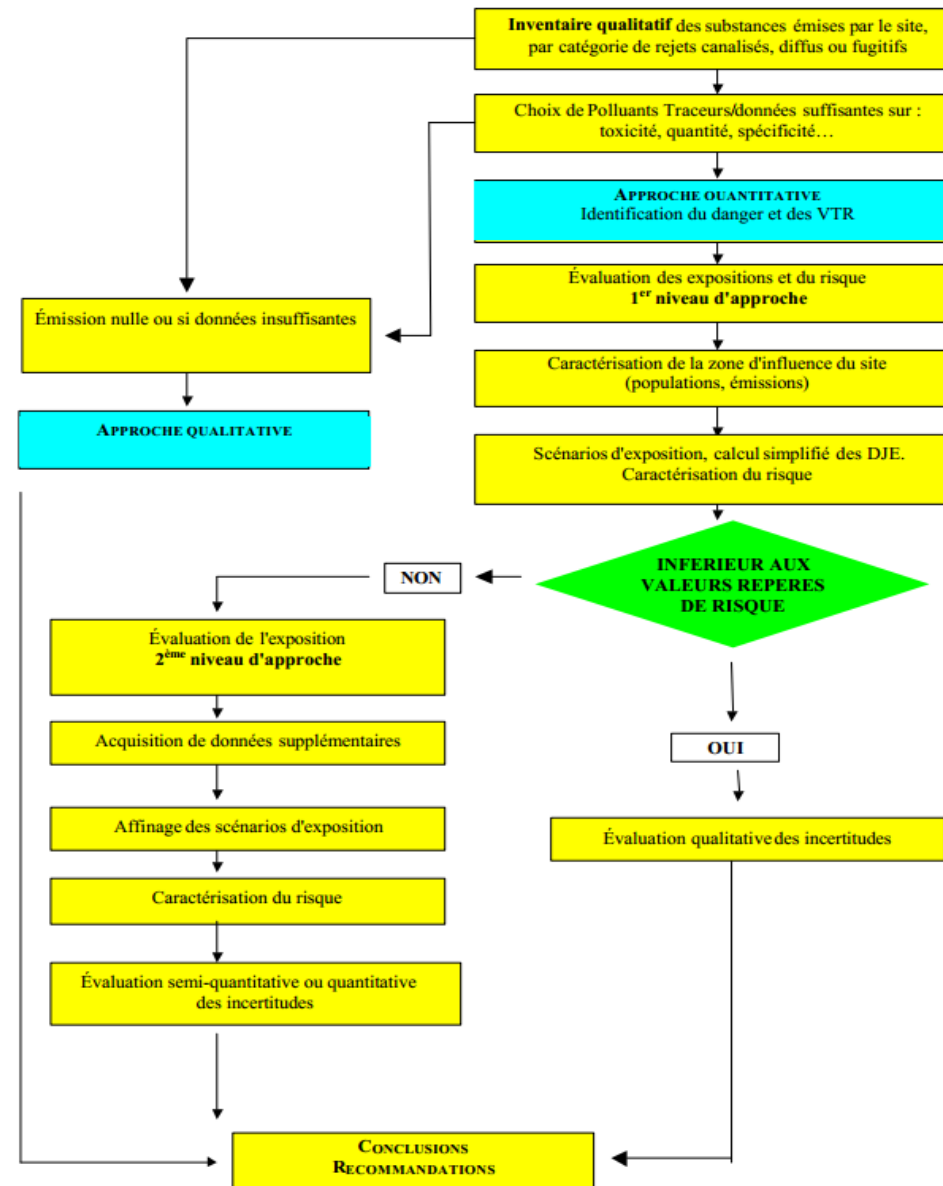 Inventaire qualitatif des substances émises par le site,
par catégorie de rejets canalisés, diffus ou fugitifs
Choix de Polluants Traceurs/données suffisantes sur :
toxicité, quantité, spécificité…
APPROCHE QUANTITATIVE
Identification du danger et des VTR
Évaluation des expositions et du risque
1er niveau d'approche
Émission nulle ou si données insuffisantes
Caractérisation de la zone d'influence du site
(populations, émissions)
APPROCHE QUALITATIVE
Scénarios d'exposition, calcul simplifié des DJE.
Caractérisation du risque
INFERIEUR AUX
VALEURS REPERES
DE RISQUE
NON
Évaluation de l'exposition
2ème niveau d'approche
Acquisition de données supplémentaires
OUI
Affinage des scénarios d'exposition
Évaluation qualitative des incertitudes
Caractérisation du risque
Évaluation semi-quantitative ou quantitative
des incertitudes
CONCLUSIONS
RECOMMANDATIONS